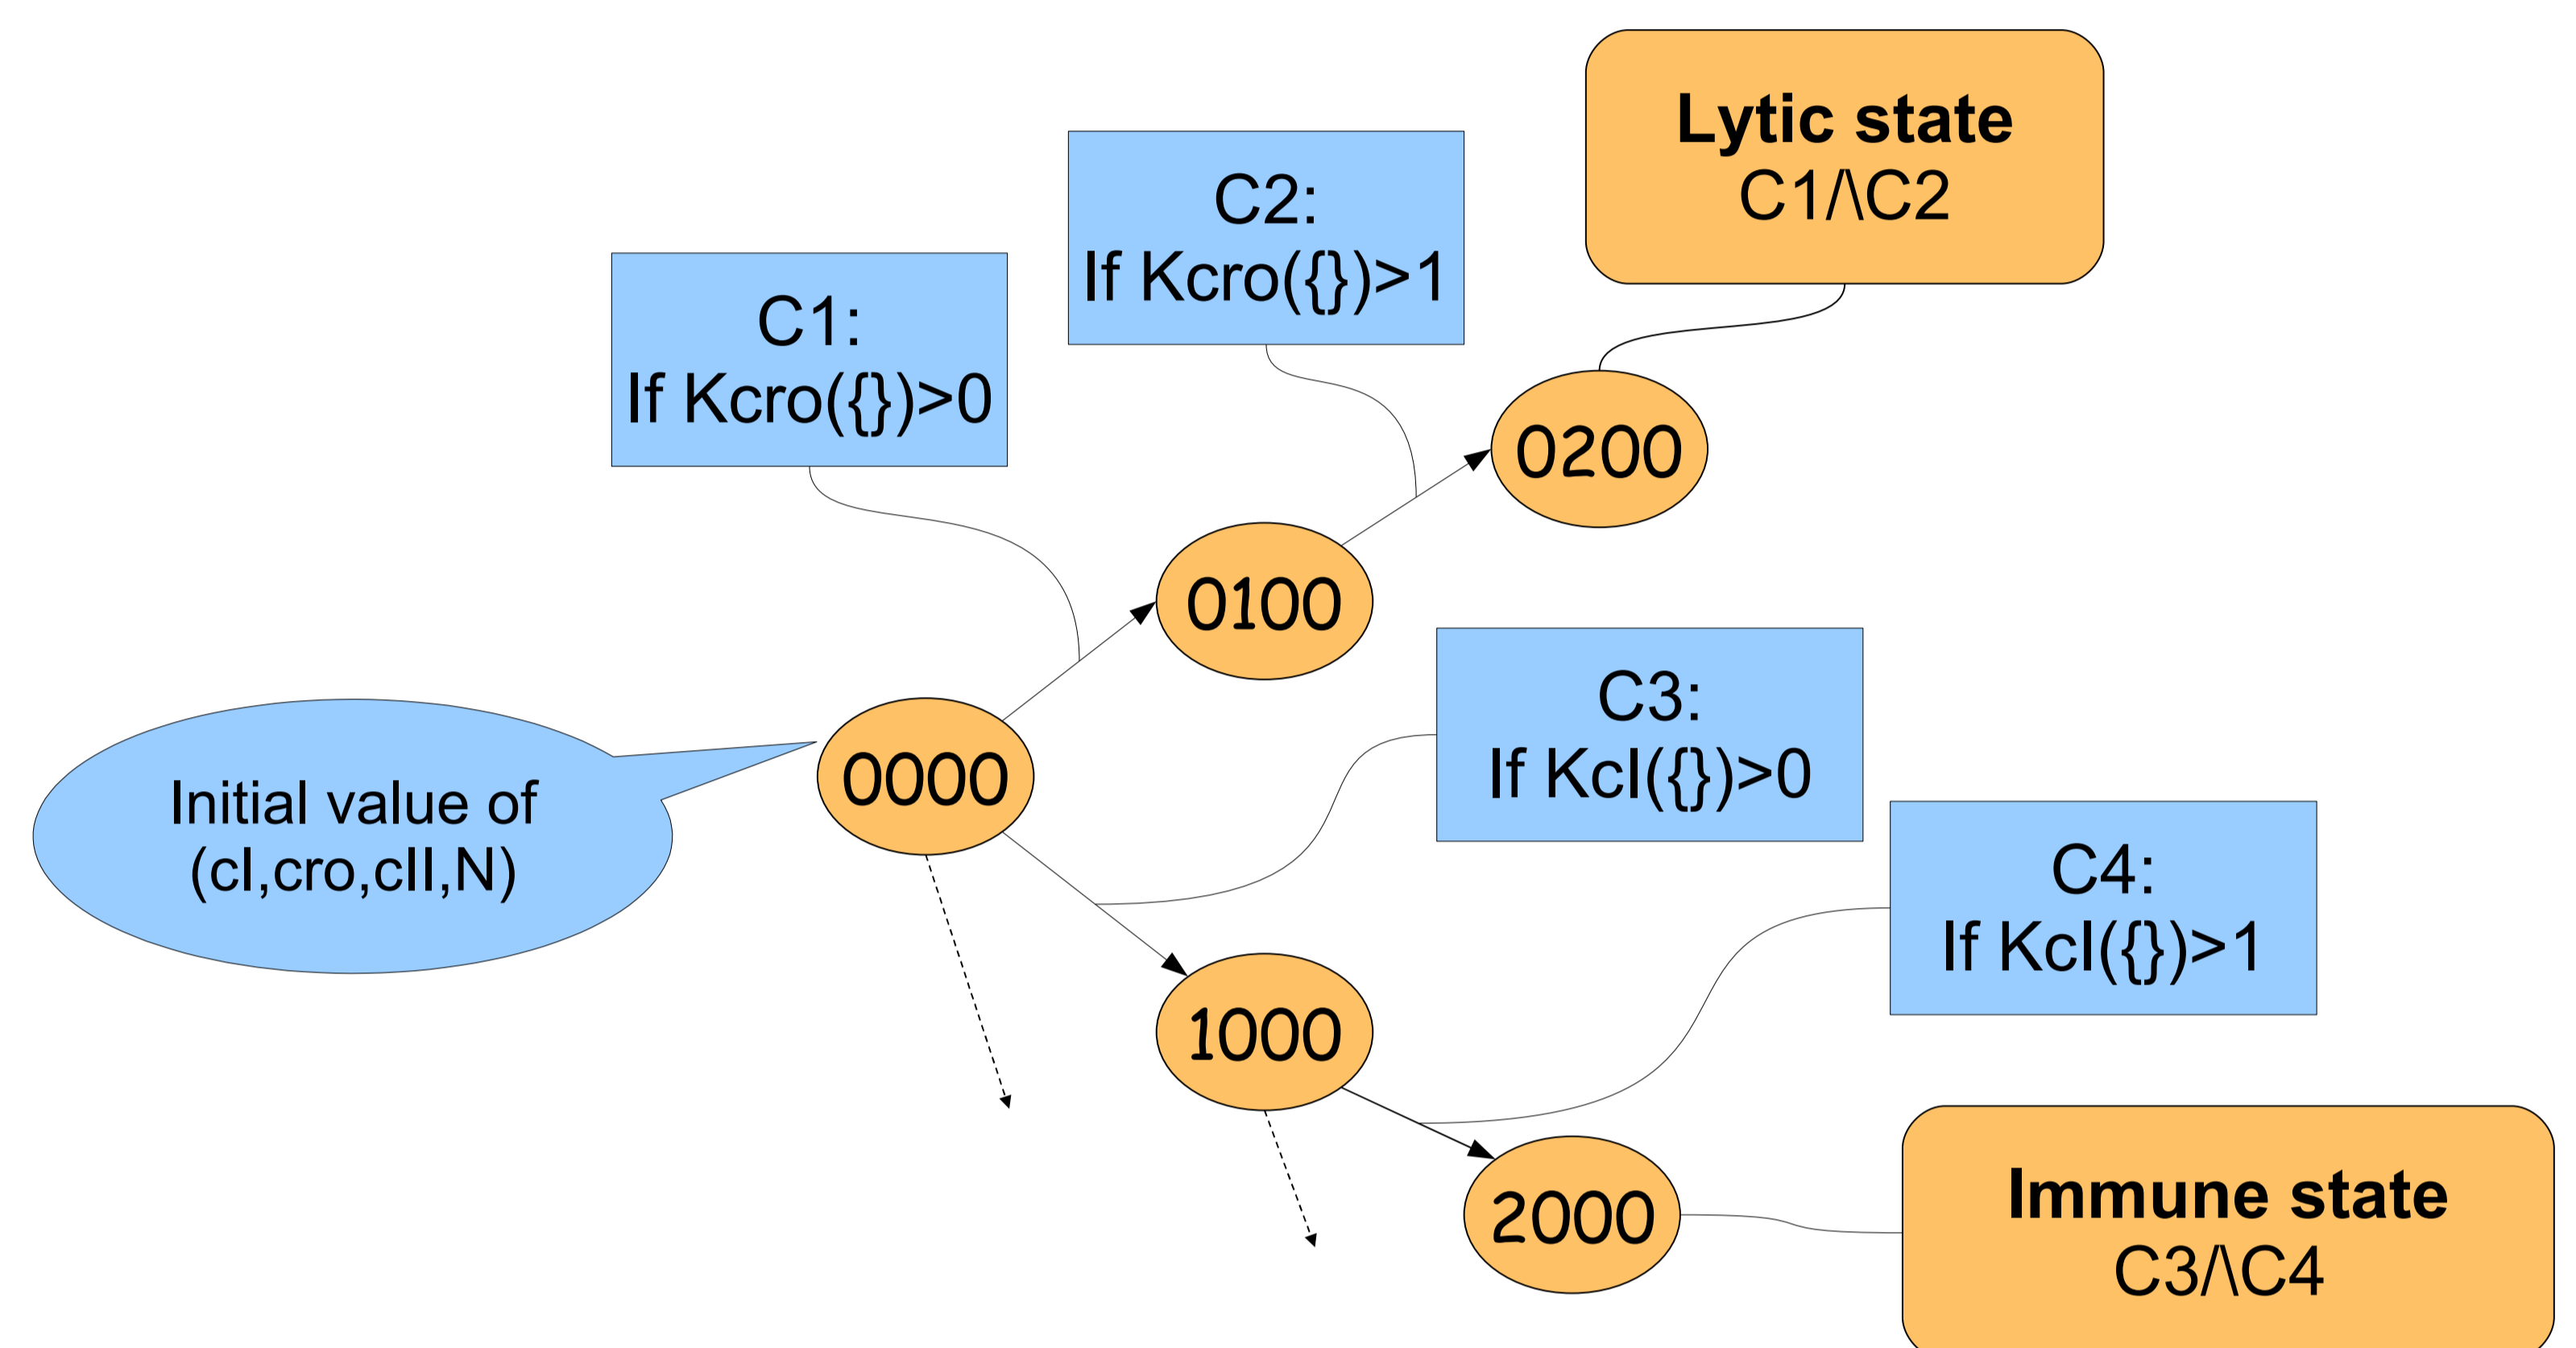 Lytic state
C1/\C2
C2:
If Kcro({})>1
C1:
If Kcro({})>0
0200
0100
C3:
If KcI({})>0
0000
Initial value of
(cI,cro,cII,N)
C4:
If KcI({})>1
1000
2000
Immune state
C3/\C4